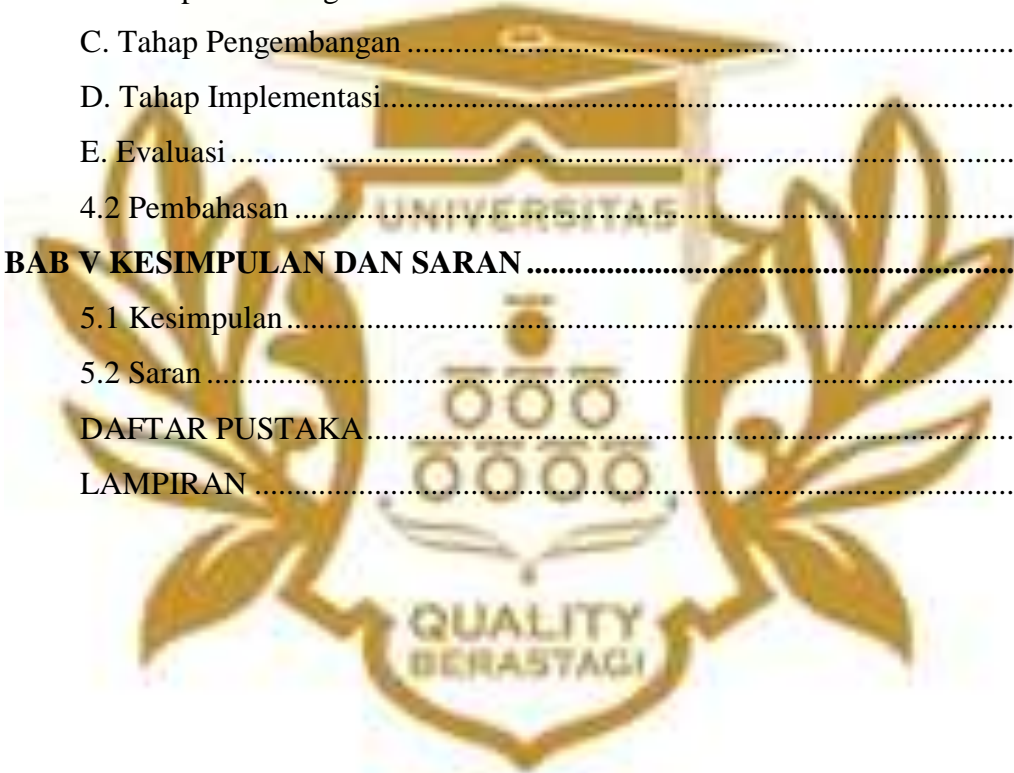 C. Tahap Pengembangan ................................................................
D. Tahap Implementasi................................................................
E. Evaluasi ................................................................
4.2 Pembahasan ................................................................
UNIVERSITAS
BAB V KESIMPULAN DAN SARAN ................................................................
5.1 Kesimpulan ................................................................
5.2 Saran ................................................................
DAFTAR PUSTAKA................................................................
LAMPIRAN ................................................................
QUALITY
BERASTAGI